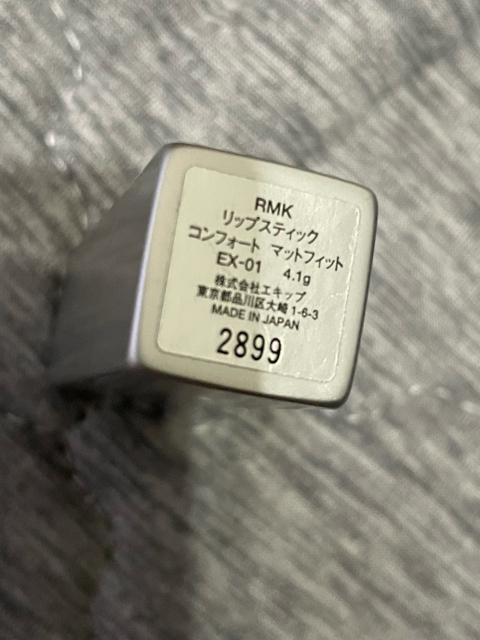 RMK
リップスティック
コンフォート マットフィット
EX-01 4.1g
株式会社エキップ
東京都品川区大崎1-6-3
MADE IN JAPAN
2899